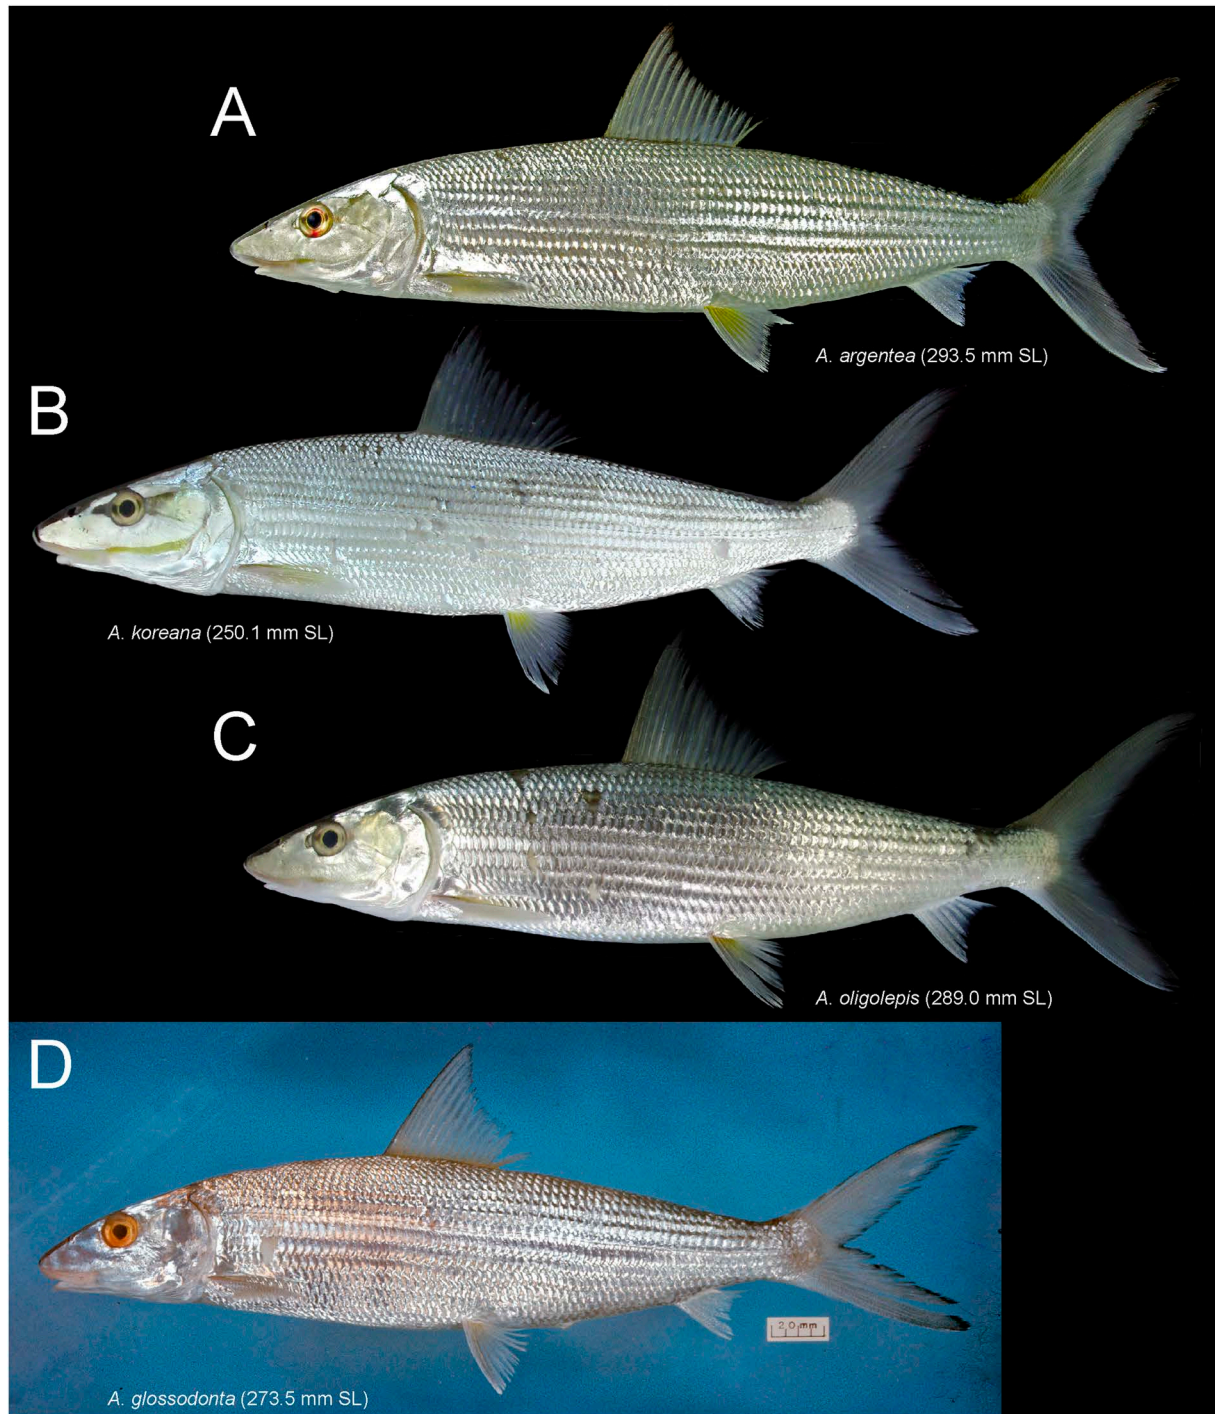 A
A. argentea (293.5 mm SL)
B
A. koreana (250.1 mm SL)
C
A. oligolepis (289.0 mm SL)
D
20 mm
A. glossodonta (273.5 mm SL)